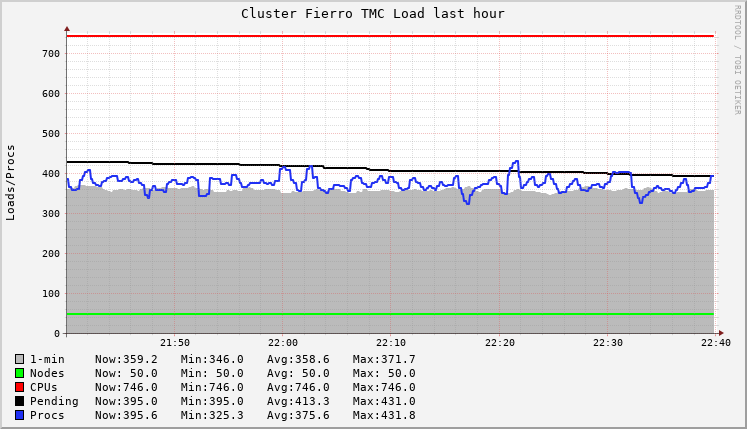 Cluster Fierro TMC Load last hour
RRDTOOL / TOBI OETIKER
Loads/Procs
700
600
500
400
300
200
100
0
21:50 22:00 22:10 22:20 22:30 22:40
1-min Now:359.2 Min:346.0 Avg:358.6 Max:371.7
Nodes Now: 50.0 Min: 50.0 Avg: 50.0 Max: 50.0
CPUs Now:746.0 Min:746.0 Avg:746.0 Max:746.0
Pending Now:395.0 Min:395.0 Avg:413.3 Max:431.0
Procs Now:395.6 Min:325.3 Avg:375.6 Max:431.8